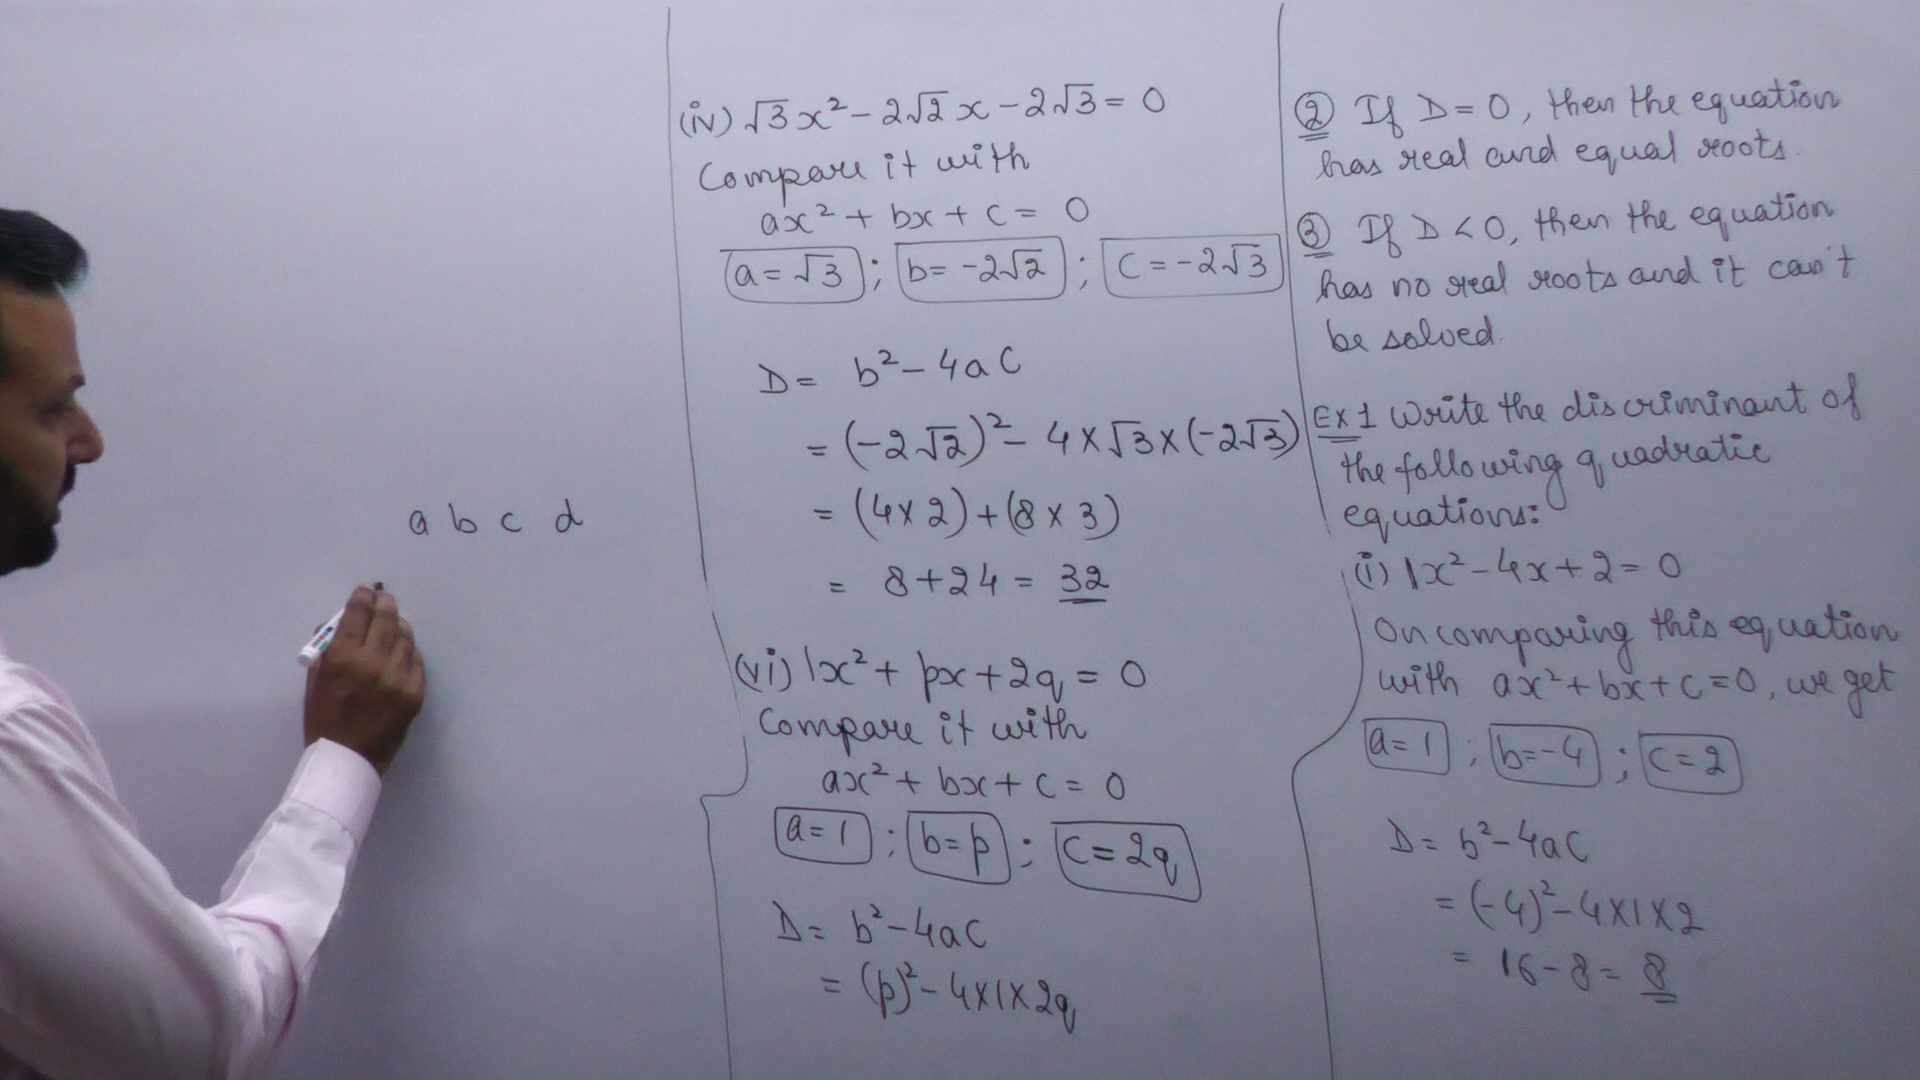 a b c d
(iv) √3x² - 2√2x - 2√3 = 0
Compare it with
ax² + bx + c = 0
a = √3 ; b = -2√2 ; c = -2√3
D = b² - 4ac
= (-2√2)² - 4 × √3 × (-2√3)
= (4 × 2) + (8 × 3)
= 8 + 24 = 32
(vi) 1x² + px + 2q = 0
Compare it with
ax² + bx + c = 0
a = 1 ; b = p ; c = 2q
D = b² - 4ac
= (p)² - 4 × 1 × 2q
② If D = 0, then the equation
has real and equal roots.
③ If D < 0, then the equation
has no real roots and it can't
be solved.
Ex 1 Write the discriminant of
the following quadratic
equations:
(i) 1x² - 4x + 2 = 0
On comparing this equation
with ax² + bx + c = 0, we get
a = 1 ; b = -4 ; c = 2
D = b² - 4ac
= (-4)² - 4 × 1 × 2
= 16 - 8 = 8